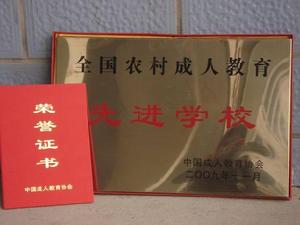 全国农村成人教育
先进学校
中国成人教育协会
二〇〇九年十一月
荣誉证书
中国成人教育协会